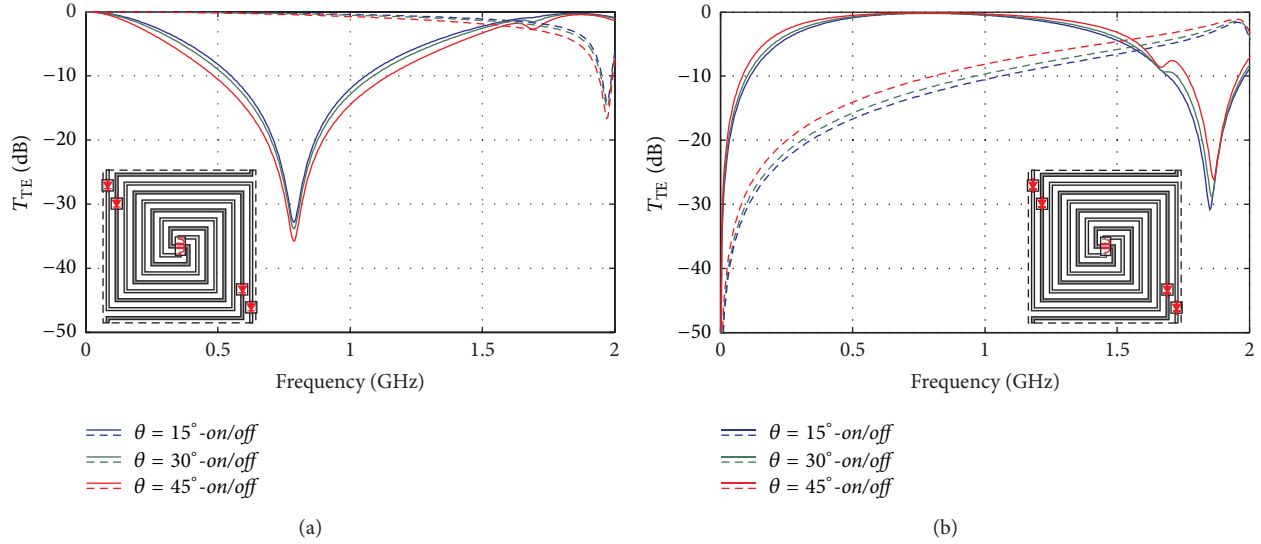 0
−10
−20
−30
−40
−50
T_TE (dB)
0 0.5 1 1.5 2
Frequency (GHz)
θ = 15°-on/off
θ = 30°-on/off
θ = 45°-on/off
(a)
0
−10
−20
−30
−40
−50
T_TE (dB)
0 0.5 1 1.5 2
Frequency (GHz)
θ = 15°-on/off
θ = 30°-on/off
θ = 45°-on/off
(b)